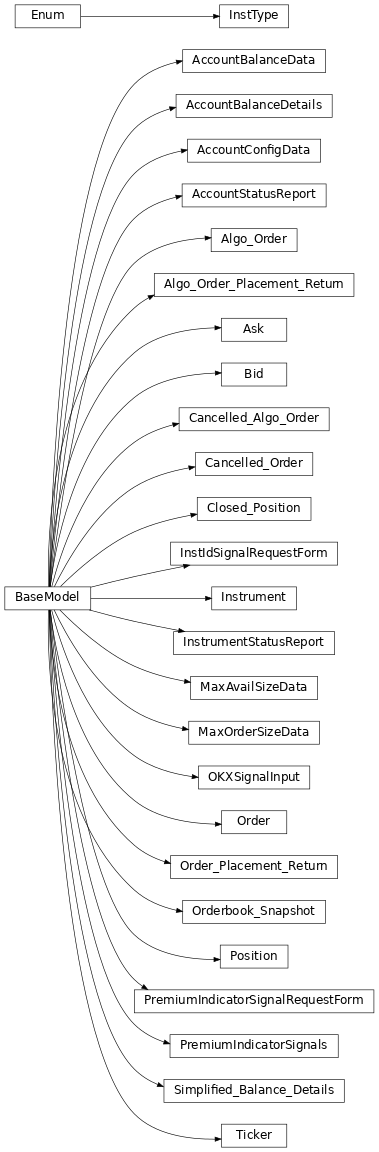 Enum
InstType
AccountBalanceData
AccountBalanceDetails
AccountConfigData
AccountStatusReport
Algo_Order
Algo_Order_Placement_Return
Ask
Bid
Cancelled_Algo_Order
Cancelled_Order
Closed_Position
InstIdSignalRequestForm
BaseModel
Instrument
InstrumentStatusReport
MaxAvailSizeData
MaxOrderSizeData
OKXSignalInput
Order
Order_Placement_Return
Orderbook_Snapshot
Position
PremiumIndicatorSignalRequestForm
PremiumIndicatorSignals
Simplified_Balance_Details
Ticker